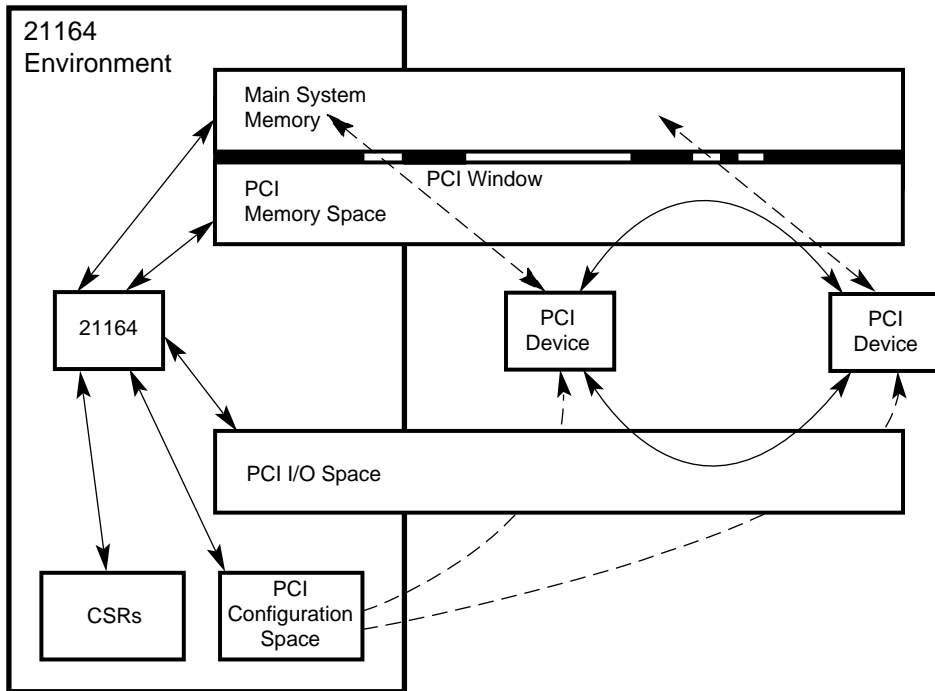 21164
Environment
Main System
Memory
PCI Window
PCI
Memory Space
21164
PCI
Device
PCI
Device
PCI I/O Space
CSRs
PCI
Configuration
Space